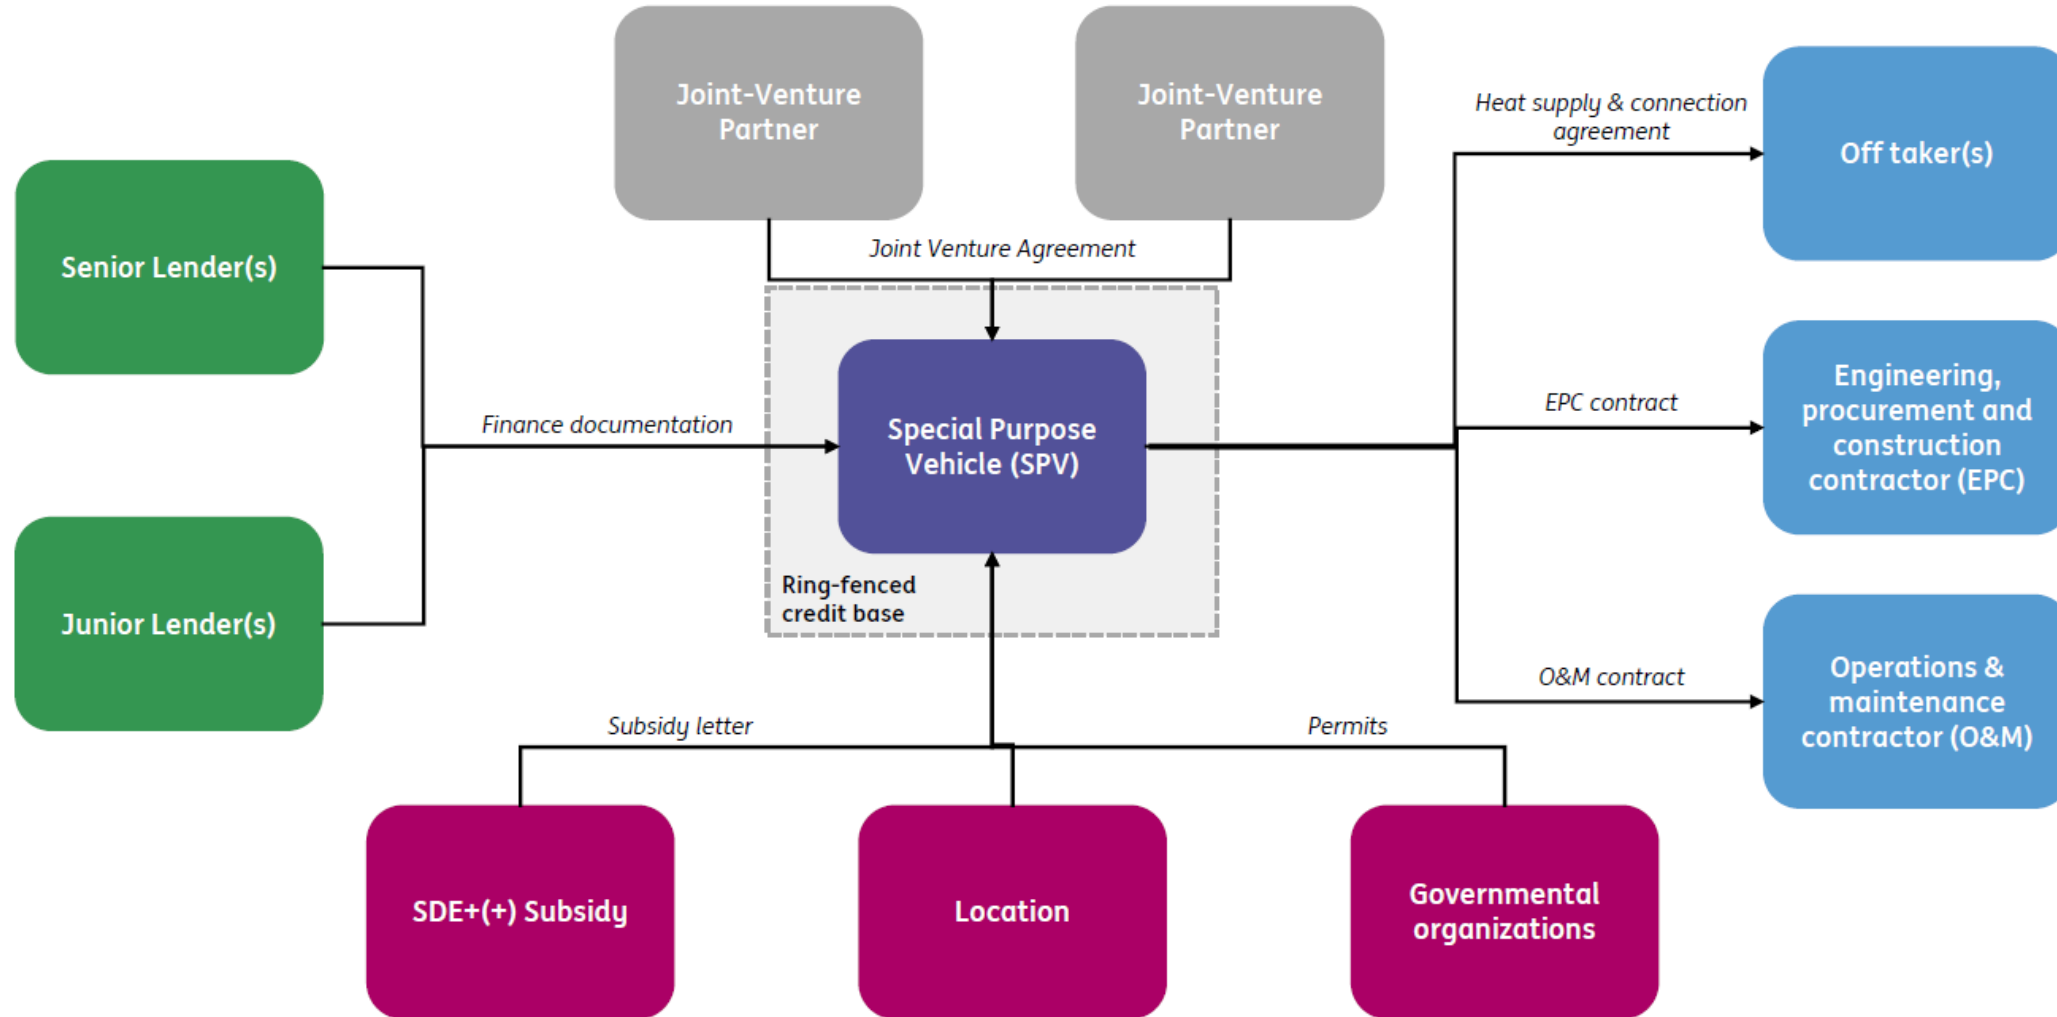 Joint-Venture
Partner
Joint-Venture
Partner
Heat supply & connection
agreement
Off taker(s)
Senior Lender(s)
Joint Venture Agreement
Engineering,
procurement and
construction
contractor (EPC)
EPC contract
Finance documentation
Special Purpose
Vehicle (SPV)
Ring-fenced
credit base
Junior Lender(s)
O&M contract
Operations &
maintenance
contractor (O&M)
Subsidy letter
Permits
SDE+(+) Subsidy
Location
Governmental
organizations